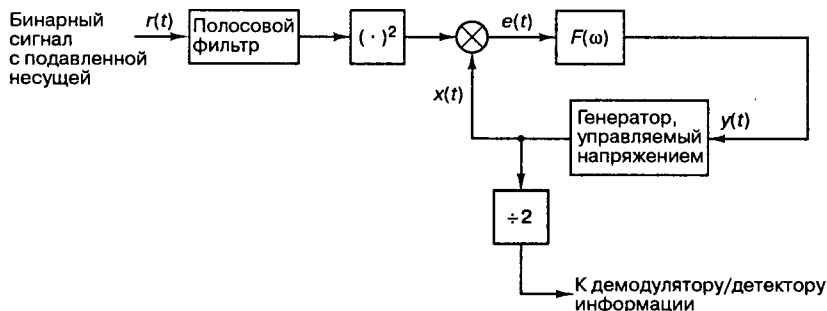 Бинарный
сигнал
с подавленной
несущей
r(t)
Полосовой
фильтр
(·)²
e(t)
F(ω)
x(t)
Генератор,
управляемый
напряжением
y(t)
÷2
К демодулятору/детектору
информации